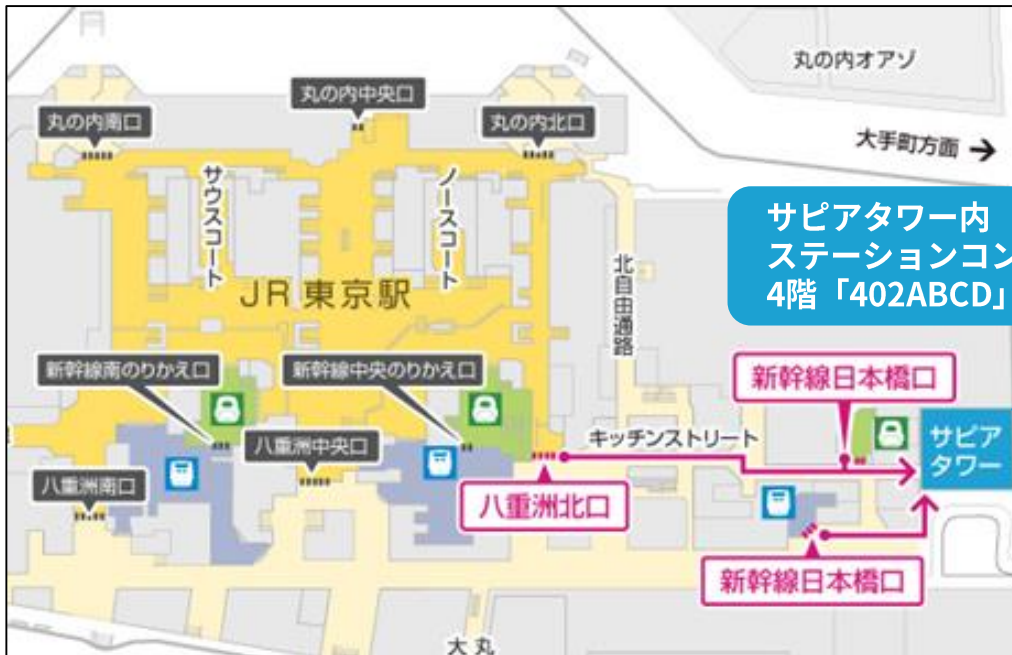 丸の内オアゾ
丸の内中央口
丸の内南口
丸の内北口
大手町方面
サウスコート
ノースコート
サピアタワー内
ステーションコン
4階「402ABCD」
北自由通路
JR東京駅
新幹線南のりかえ口
新幹線中央のりかえ口
新幹線日本橋口
八重洲中央口
キッチンストリート
サピア
タワー
八重洲南口
八重洲北口
新幹線日本橋口
大丸